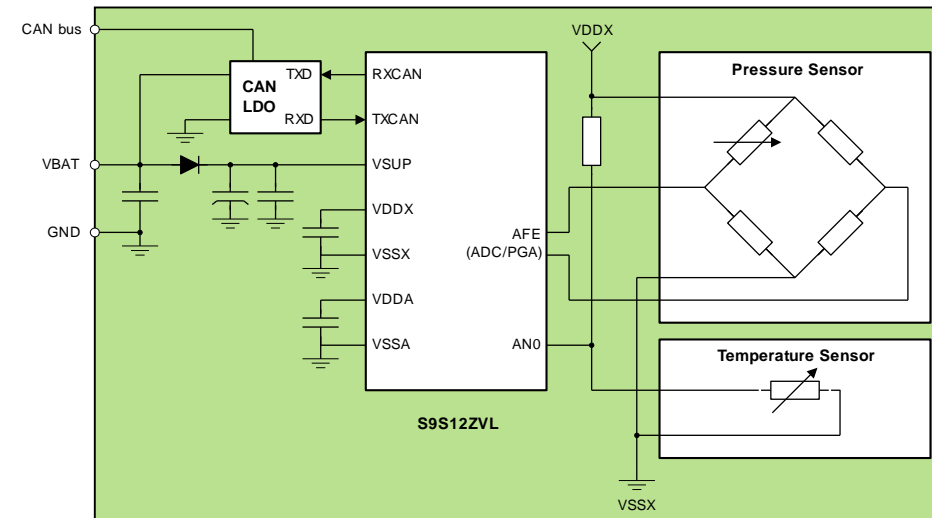 CAN bus
VDDX
Pressure Sensor
CAN
LDO
TXD
RXD
RXCAN
TXCAN
VBAT
VSUP
VDDX
GND
VSSX
AFE
(ADC/PGA)
VDDA
VSSA
AN0
Temperature Sensor
S9S12ZVL
VSSX